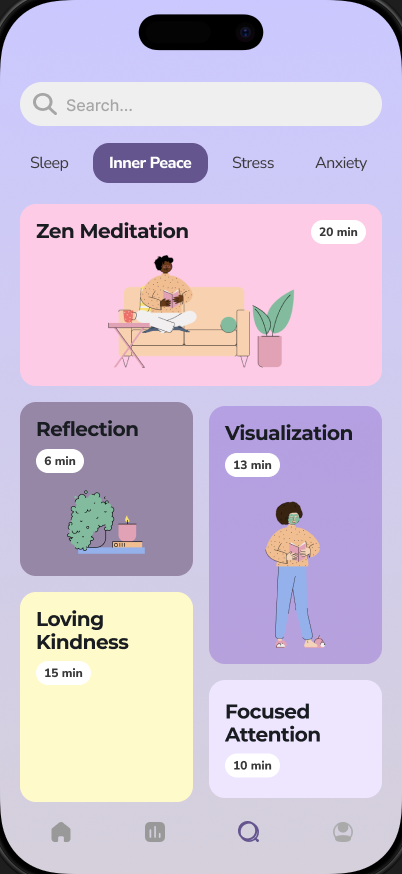 Search...
Sleep
Inner Peace
Stress
Anxiety
Zen Meditation
20 min
Reflection
6 min
Visualization
13 min
Loving
Kindness
15 min
Focused
Attention
10 min